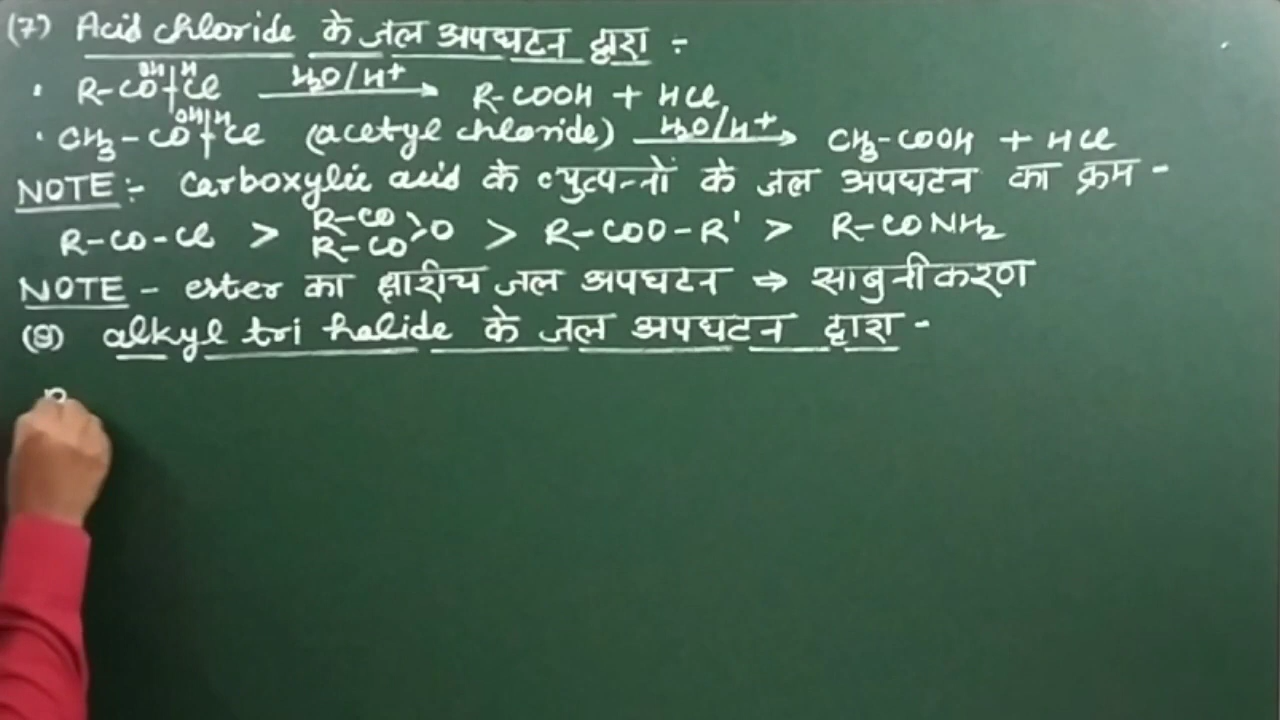 (7) Acid chloride के जल अपघटन द्वारा :-
• R-CO|Cl OH H H2O/H+ → R-COOH + HCl
• CH3-CO|Cl OH H (acetyl chloride) H2O/H+ → CH3-COOH + HCl
NOTE:- Carboxylic acid के व्युत्पन्नों के जल अपघटन का क्रम -
R-CO-Cl > R-CO R-CO >O > R-COO-R' > R-CONH2
NOTE - ester का क्षारीय जल अपघटन ⇒ साबुनीकरण
(8) alkyl tri halide के जल अपघटन द्वारा -
R